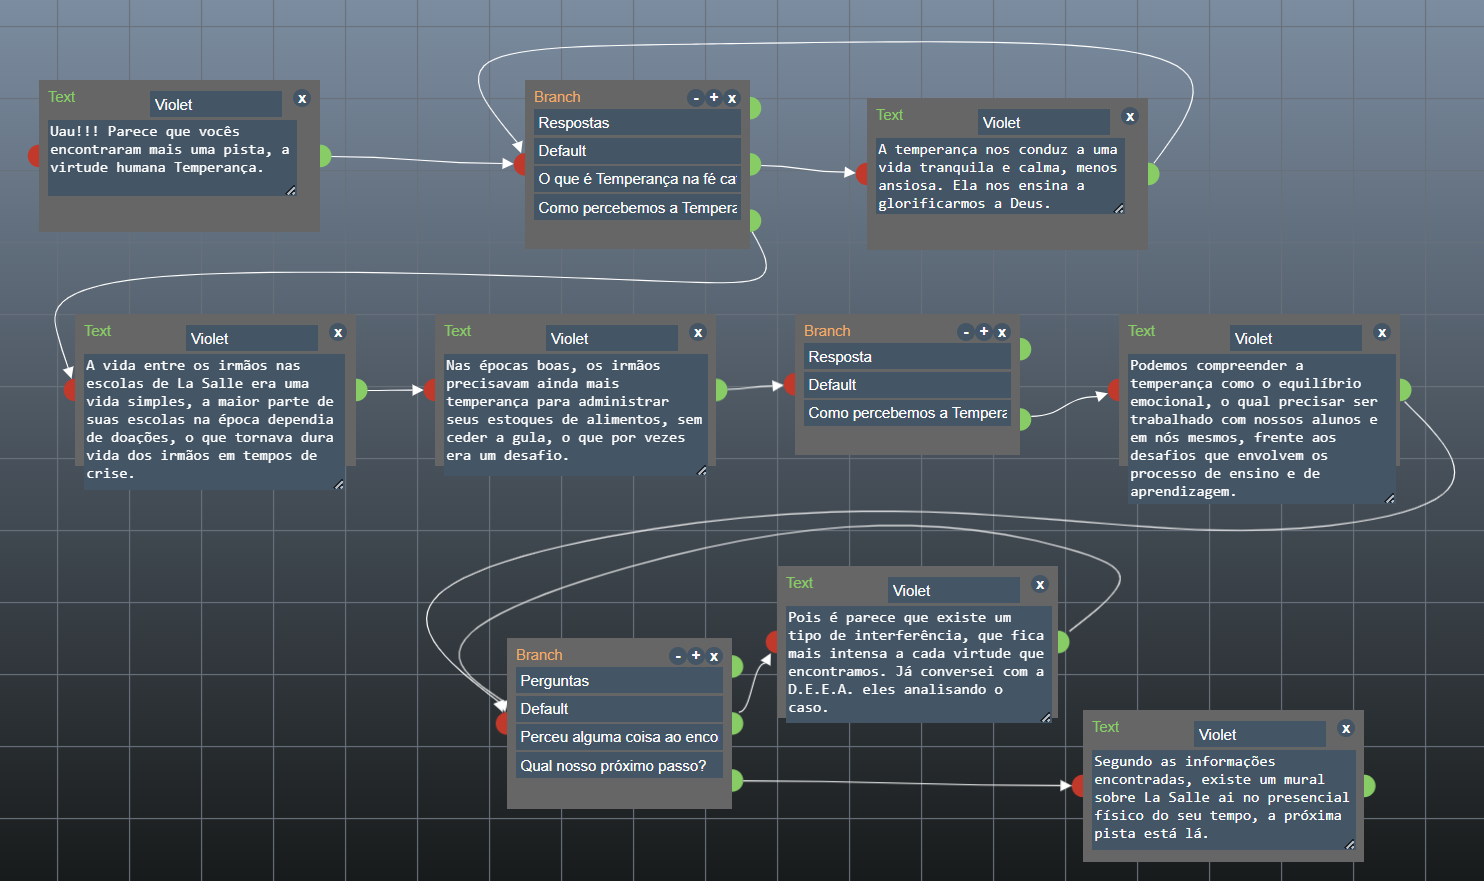 Text
Violet
x
Uau!!! Parece que vocês
encontraram mais uma pista, a
virtude humana Temperança.
Branch
- + x
Respostas
Default
O que é Temperança na fé
Como percebemos a
Text
Violet
x
A temperança nos conduz a uma
vida tranquila e calma, menos
ansiosa. Ela nos ensina a
glorificarmos a Deus.
Text
Violet
x
A vida entre os irmãos nas
escolas de La Salle era uma
vida simples, a maior parte de
suas escolas na época dependia
de doações, o que tornava dura
vida dos irmãos em tempos de
crise.
Text
Violet
x
Nas épocas boas, os irmãos
precisavam ainda mais
temperança para administrar
seus estoques de alimentos, sem
ceder a gula, o que por vezes
era um desafio.
Branch
- + x
Resposta
Default
Como percebemos a
Text
Violet
x
Podemos compreender a
temperança como o equilíbrio
emocional, o qual precisar ser
trabalhado com nossos alunos e
em nós mesmos, frente aos
desafios que envolvem os
processo de ensino e de
aprendizagem.
Text
Violet
x
Pois é parece que existe um
tipo de interferência, que fica
mais intensa a cada virtude que
encontramos. Já conversei com a
D.E.E.A. eles analisando o
caso.
Branch
- + x
Perguntas
Default
Perceu alguma coisa ao
Qual nosso próximo passo?
Text
Violet
x
Segundo as informações
encontradas, existe um mural
sobre La Salle ai no presencial
físico do seu tempo, a próxima
pista está lá.